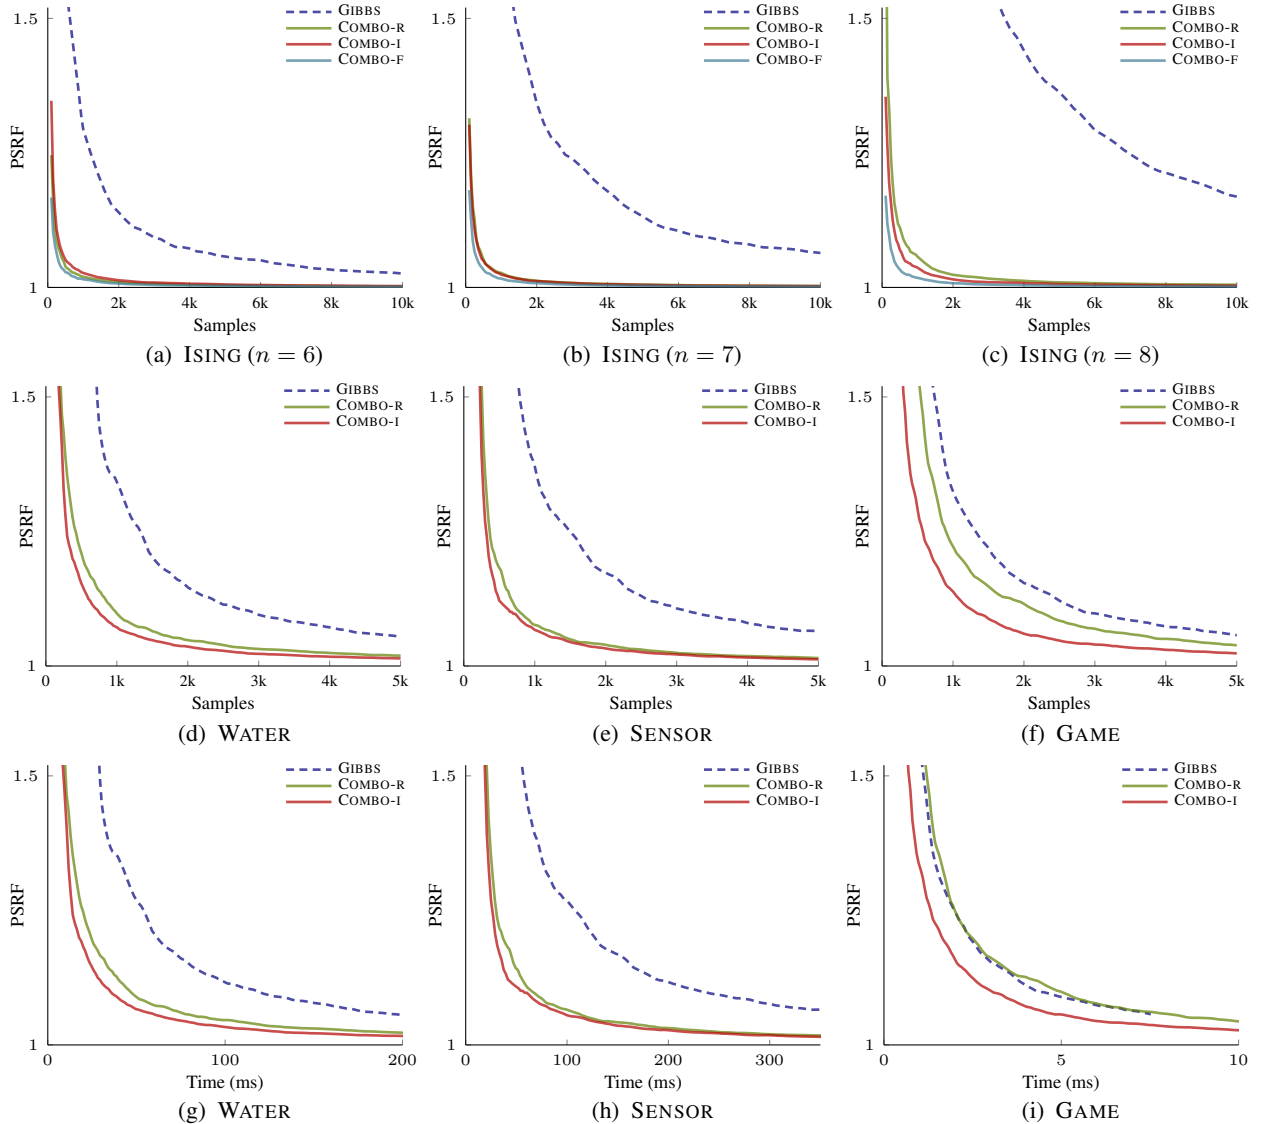 1.5
PSRF
1
GIBBS
COMBO-R
COMBO-I
COMBO-F
0 2k 4k 6k 8k 10k
Samples
(a) ISING (n = 6)
1.5
PSRF
1
GIBBS
COMBO-R
COMBO-I
COMBO-F
0 2k 4k 6k 8k 10k
Samples
(b) ISING (n = 7)
1.5
PSRF
1
GIBBS
COMBO-R
COMBO-I
COMBO-F
0 2k 4k 6k 8k 10k
Samples
(c) ISING (n = 8)
1.5
PSRF
1
GIBBS
COMBO-R
COMBO-I
0 1k 2k 3k 4k 5k
Samples
(d) WATER
1.5
PSRF
1
GIBBS
COMBO-R
COMBO-I
0 1k 2k 3k 4k 5k
Samples
(e) SENSOR
1.5
PSRF
1
GIBBS
COMBO-R
COMBO-I
0 1k 2k 3k 4k 5k
Samples
(f) GAME
1.5
PSRF
1
GIBBS
COMBO-R
COMBO-I
0 100 200
Time (ms)
(g) WATER
1.5
PSRF
1
GIBBS
COMBO-R
COMBO-I
0 100 200 300
Time (ms)
(h) SENSOR
1.5
PSRF
1
GIBBS
COMBO-R
COMBO-I
0 5 10
Time (ms)
(i) GAME